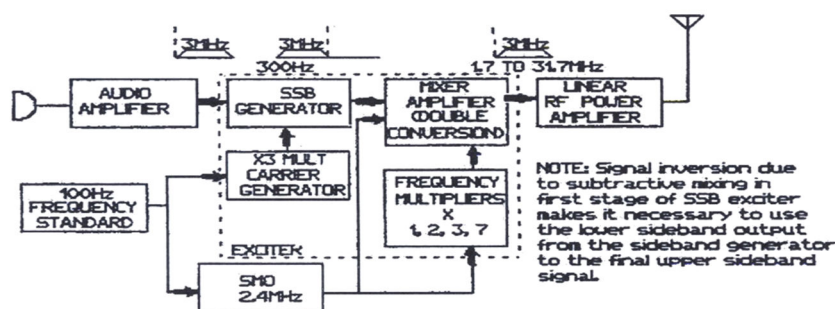 3MHz 3MHz 3MHz
300Hz 1.7 TO 31.7MHz
AUDIO
AMPLIFIER
SSB
GENERATOR
MIXER
AMPLIFIER
(DOUBLE
CONVERSION)
LINEAR
RF POWER
AMPLIFIER
X3 MULT
CARRIER
GENERATOR
100Hz
FREQUENCY
STANDARD
FREQUENCY
MULTIPLIERS
X
1, 2, 3, 7
EXCITER
SMO
2.4MHz
NOTE: Signal inversion due
to subtractive mixing in
first stage of SSB exciter
makes it necessary to use
the lower sideband output
from the sideband generator
to the final upper sideband
signal.